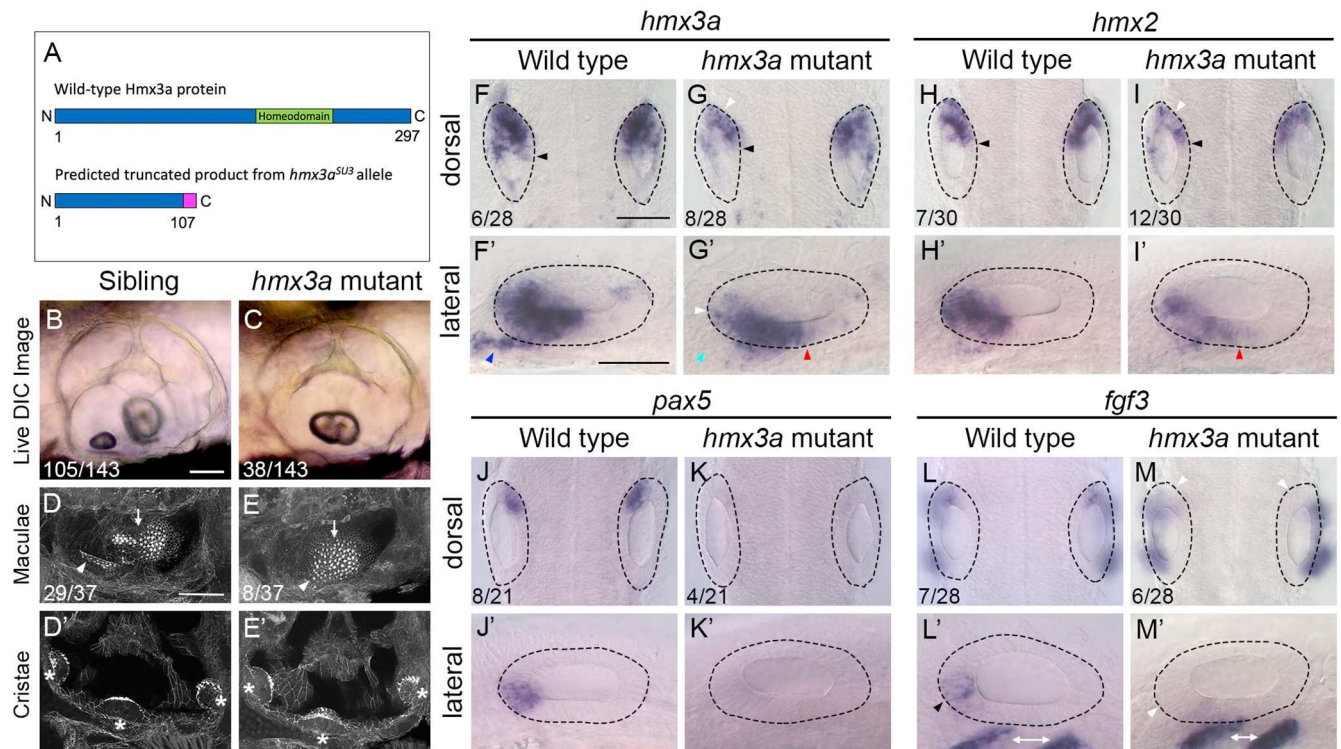 A
Wild-type Hmx3a protein
N Homeodomain C
1 297
Predicted truncated product from hmx3aSU3 allele
N C
1 107
Sibling hmx3a mutant
Live DIC Image
B C
105/143 38/143
Maculae
D E
29/37 8/37
Cristae
D' E'
* * * * * *
hmx3a
Wild type hmx3a mutant
dorsal
F G
6/28 8/28
lateral
F' G'
hmx2
Wild type hmx3a mutant
H I
7/30 12/30
H' I'
pax5
Wild type hmx3a mutant
dorsal
J K
8/21 4/21
lateral
J' K'
fgf3
Wild type hmx3a mutant
L M
7/28 6/28
L' M'